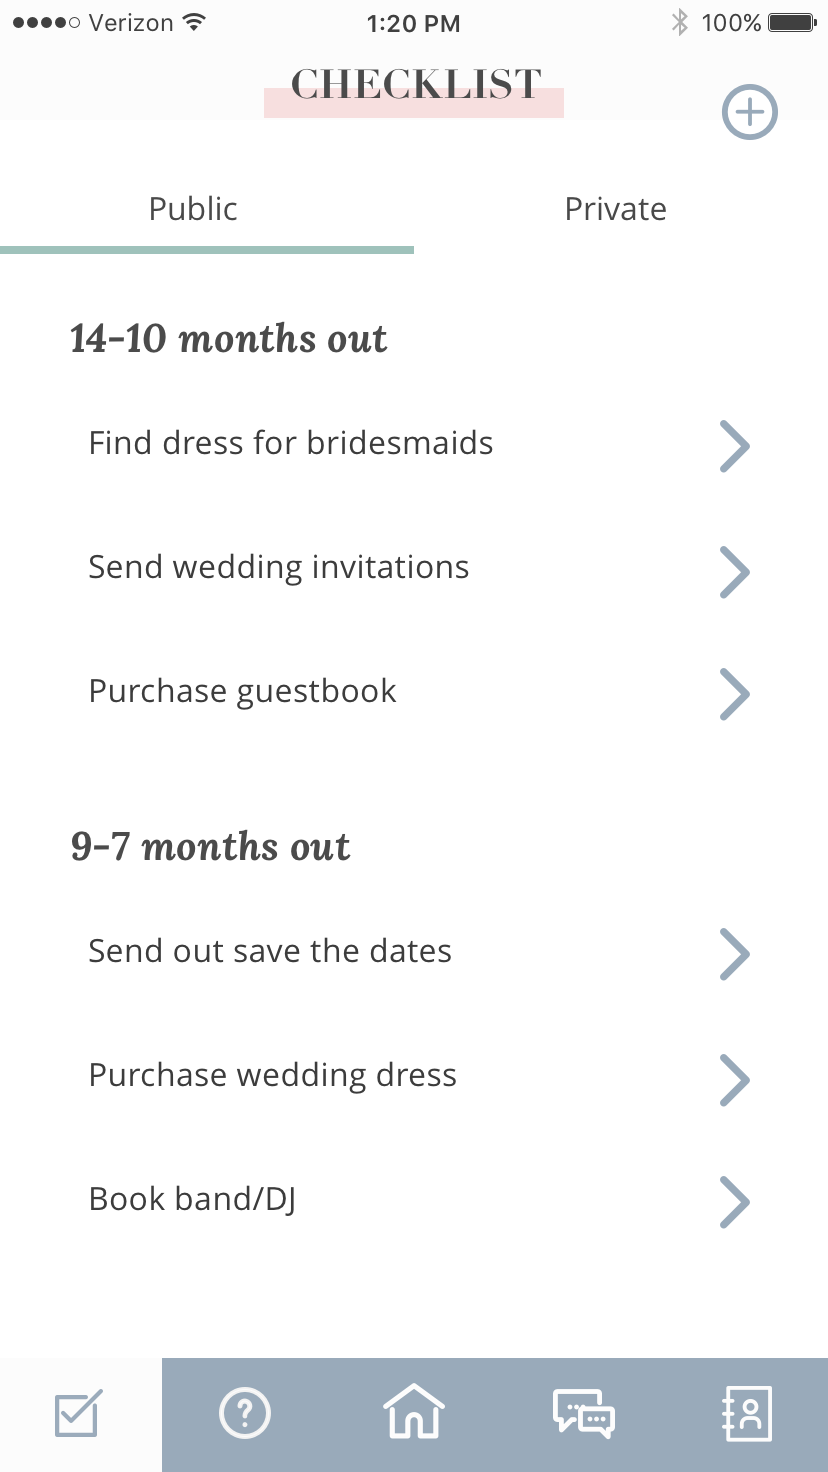 Verizon 1:20 PM 100%
CHECKLIST
Public Private
14-10 months out
Find dress for bridesmaids
Send wedding invitations
Purchase guestbook
9-7 months out
Send out save the dates
Purchase wedding dress
Book band/DJ
?